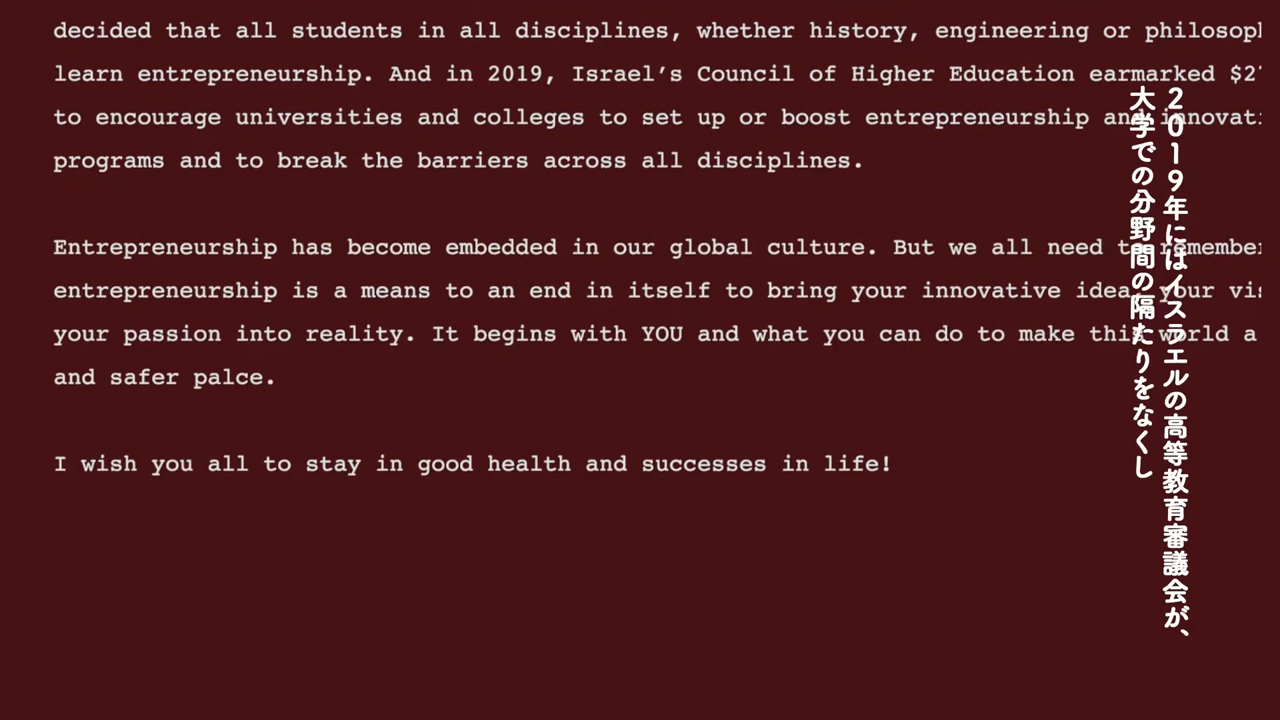 decided that all students in all disciplines, whether history, engineering or
learn entrepreneurship. And in 2019, Israel’s Council of Higher Education earmarked
to encourage universities and colleges to set up or boost entrepreneurship and
programs and to break the barriers across all disciplines.
Entrepreneurship has become embedded in our global culture. But we all need to
entrepreneurship is a means to an end in itself to bring your innovative idea, your
your passion into reality. It begins with YOU and what you can do to make this world a
and safer palce.
I wish you all to stay in good health and successes in life!
2019年にはイスラエルの高等教育審議会が、
大学での分野間の隔たりをなくし